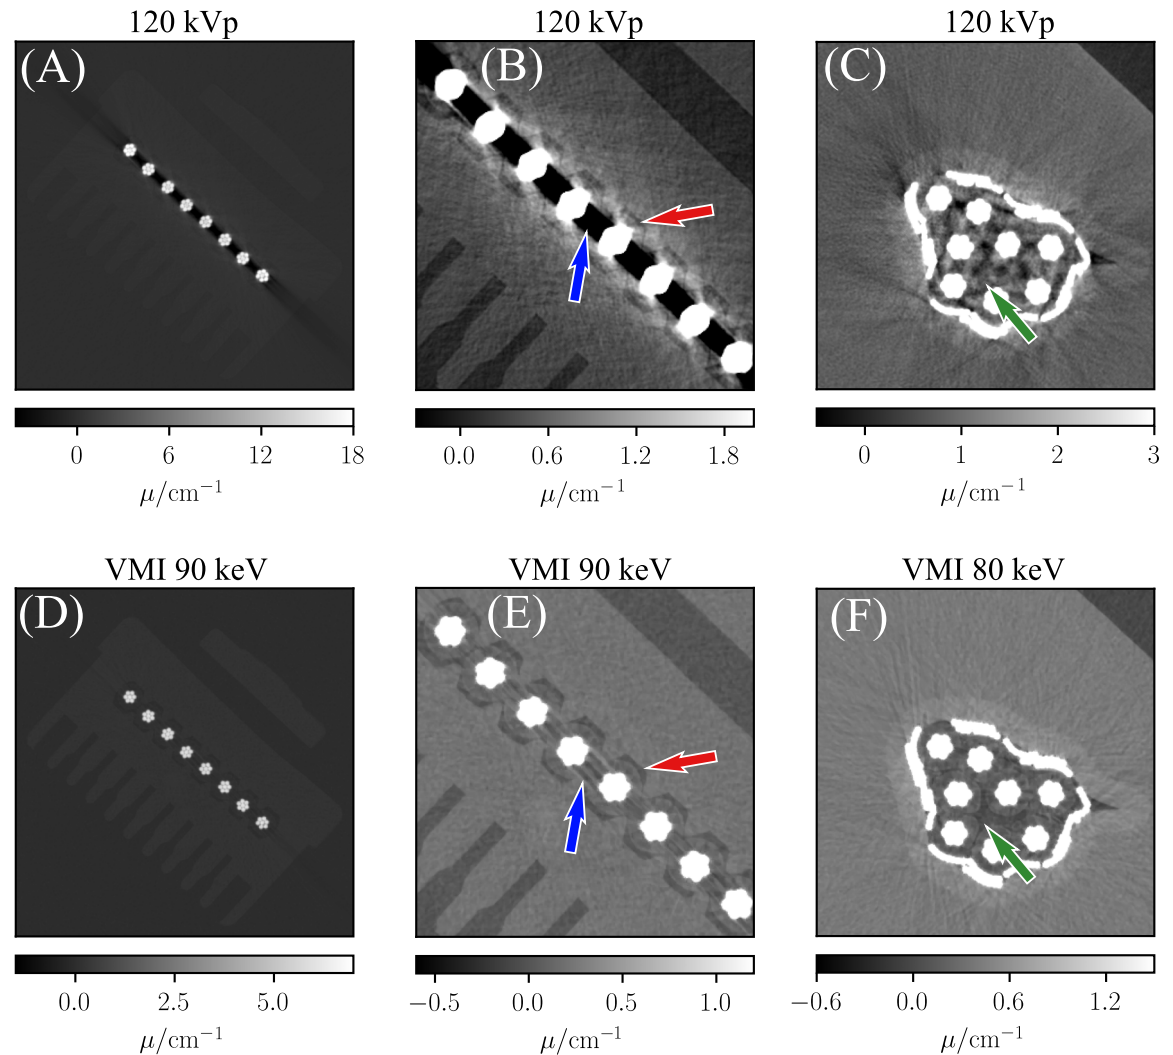 120 kVp 120 kVp 120 kVp
(A) (B) (C)
0 6 12 18 0.0 0.6 1.2 1.8 0 1 2 3
μ/cm⁻¹ μ/cm⁻¹ μ/cm⁻¹
VMI 90 keV VMI 90 keV VMI 80 keV
(D) (E) (F)
0.0 2.5 5.0 −0.5 0.0 0.5 1.0 −0.6 0.0 0.6 1.2
μ/cm⁻¹ μ/cm⁻¹ μ/cm⁻¹